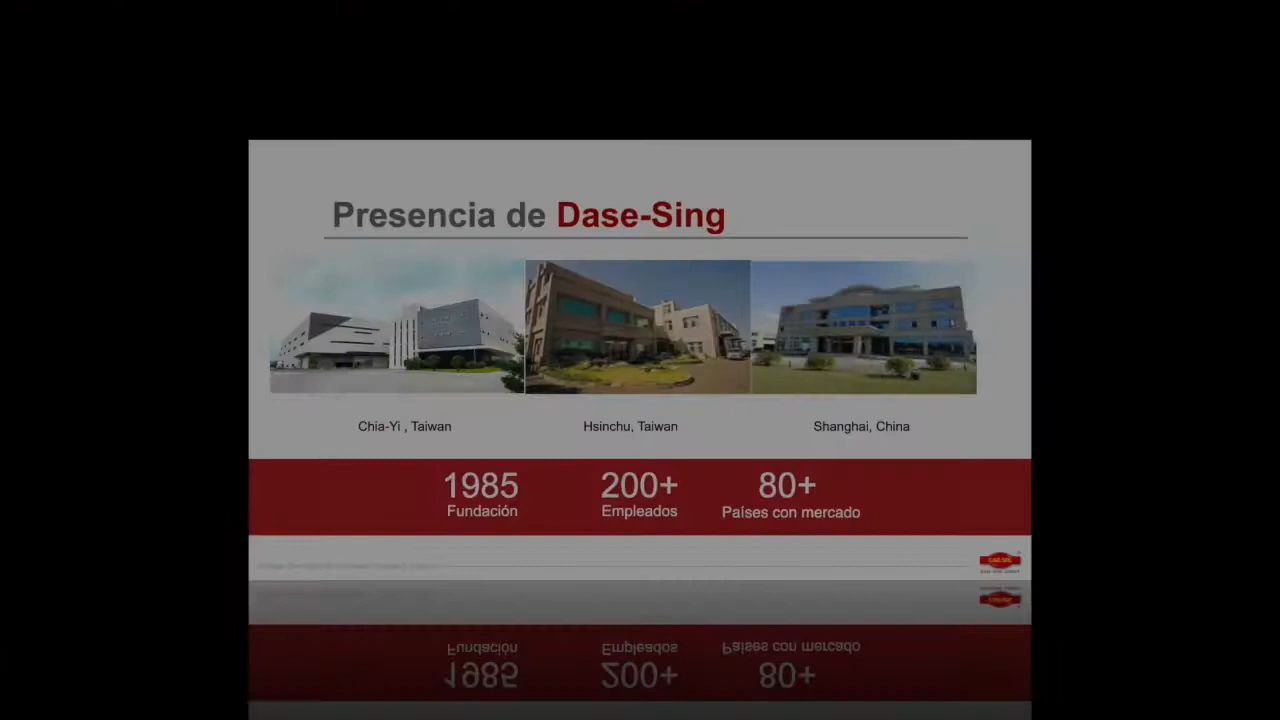 Presencia de Dase-Sing
Chia-Yi , Taiwan
Hsinchu, Taiwan
Shanghai, China
1985
Fundación
200+
Empleados
80+
Países con mercado